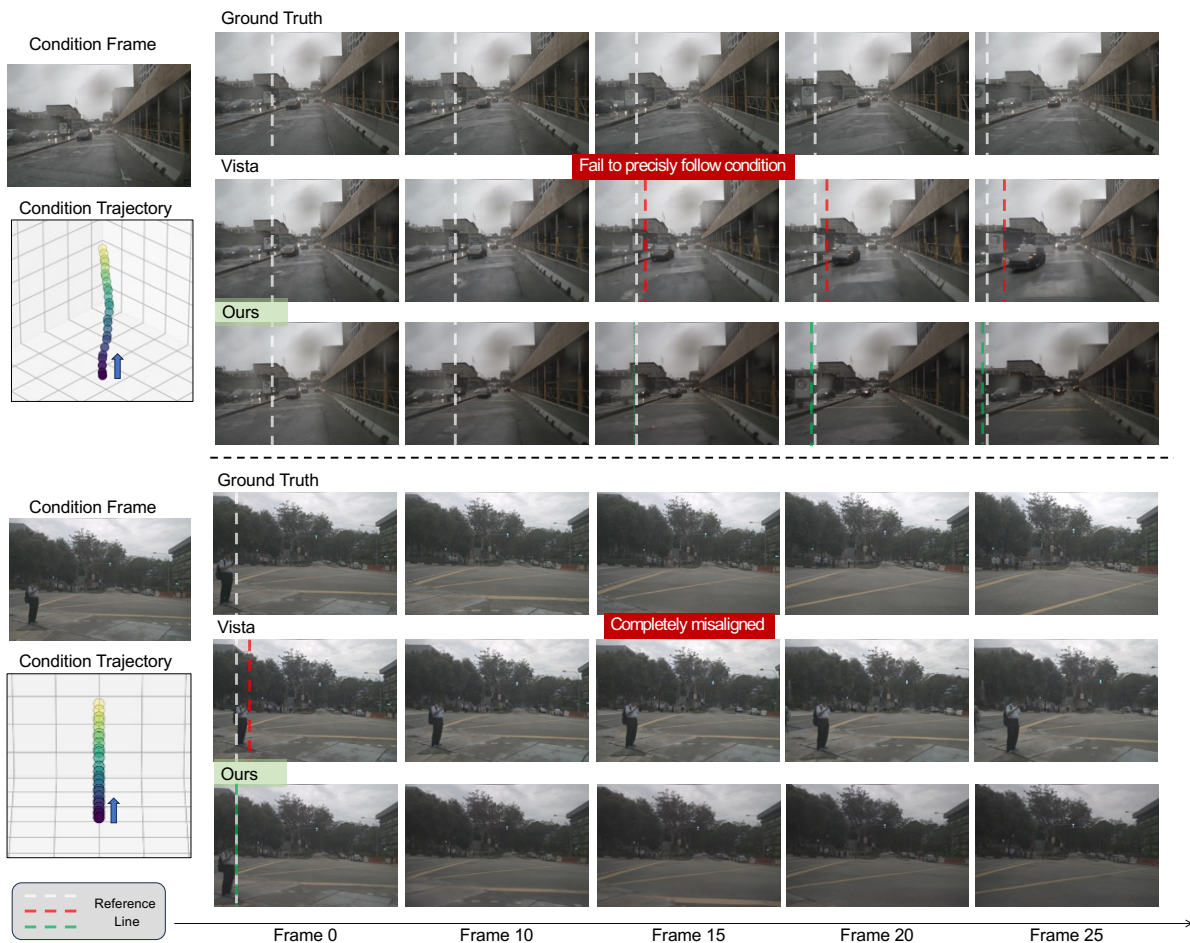 Ground Truth
Condition Frame
Vista
Fail to precisly follow condition
Condition Trajectory
Ours
Ground Truth
Condition Frame
Vista
Completely misaligned
Condition Trajectory
Ours
Reference
Line
Frame 0
Frame 10
Frame 15
Frame 20
Frame 25